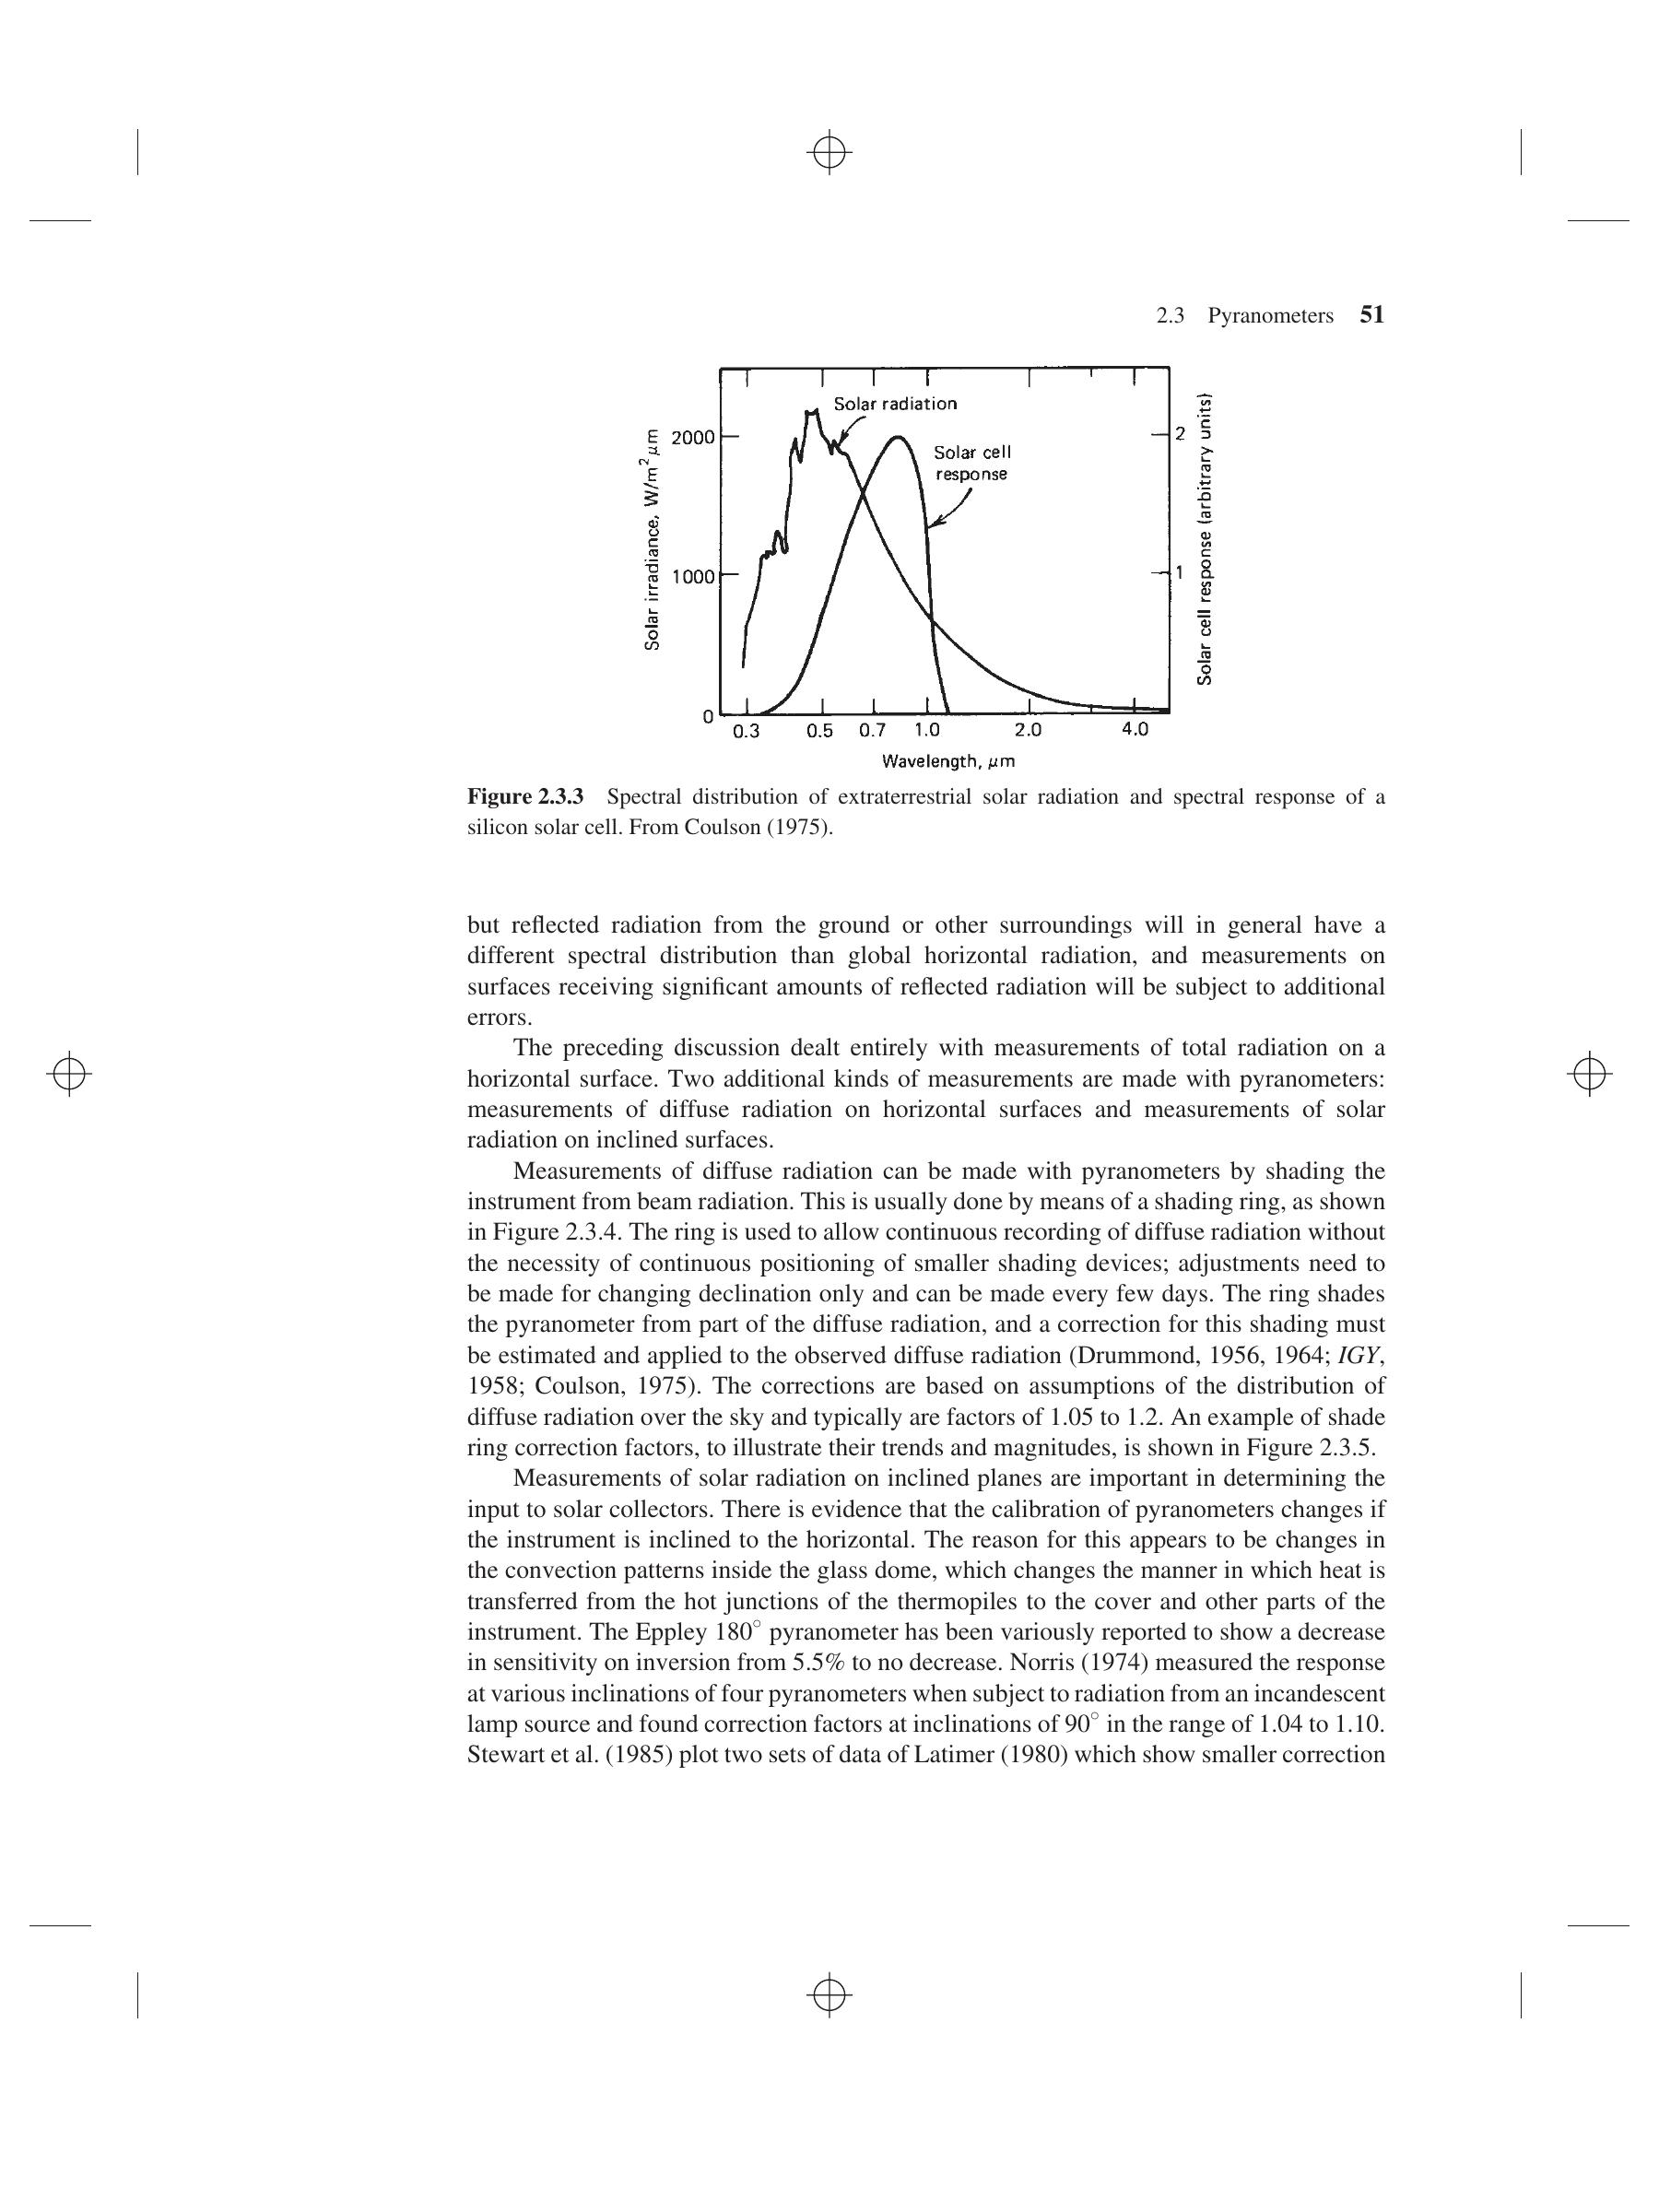 2.3 Pyranometers 51
Solar radiation
Solar cell
response
2000
1000
0
2
1
Solar irradiance, W/m² μm
Solar cell response (arbitrary units)
0.3 0.5 0.7 1.0 2.0 4.0
Wavelength, μm
Figure 2.3.3 Spectral distribution of extraterrestrial solar radiation and spectral response of a
silicon solar cell. From Coulson (1975).
but reflected radiation from the ground or other surroundings will in general have a
different spectral distribution than global horizontal radiation, and measurements on
surfaces receiving significant amounts of reflected radiation will be subject to additional
errors.
The preceding discussion dealt entirely with measurements of total radiation on a
horizontal surface. Two additional kinds of measurements are made with pyranometers:
measurements of diffuse radiation on horizontal surfaces and measurements of solar
radiation on inclined surfaces.
Measurements of diffuse radiation can be made with pyranometers by shading the
instrument from beam radiation. This is usually done by means of a shading ring, as shown
in Figure 2.3.4. The ring is used to allow continuous recording of diffuse radiation without
the necessity of continuous positioning of smaller shading devices; adjustments need to
be made for changing declination only and can be made every few days. The ring shades
the pyranometer from part of the diffuse radiation, and a correction for this shading must
be estimated and applied to the observed diffuse radiation (Drummond, 1956, 1964; IGY,
1958; Coulson, 1975). The corrections are based on assumptions of the distribution of
diffuse radiation over the sky and typically are factors of 1.05 to 1.2. An example of shade
ring correction factors, to illustrate their trends and magnitudes, is shown in Figure 2.3.5.
Measurements of solar radiation on inclined planes are important in determining the
input to solar collectors. There is evidence that the calibration of pyranometers changes if
the instrument is inclined to the horizontal. The reason for this appears to be changes in
the convection patterns inside the glass dome, which changes the manner in which heat is
transferred from the hot junctions of the thermopiles to the cover and other parts of the
instrument. The Eppley 180° pyranometer has been variously reported to show a decrease
in sensitivity on inversion from 5.5% to no decrease. Norris (1974) measured the response
at various inclinations of four pyranometers when subject to radiation from an incandescent
lamp source and found correction factors at inclinations of 90° in the range of 1.04 to 1.10.
Stewart et al. (1985) plot two sets of data of Latimer (1980) which show smaller correction